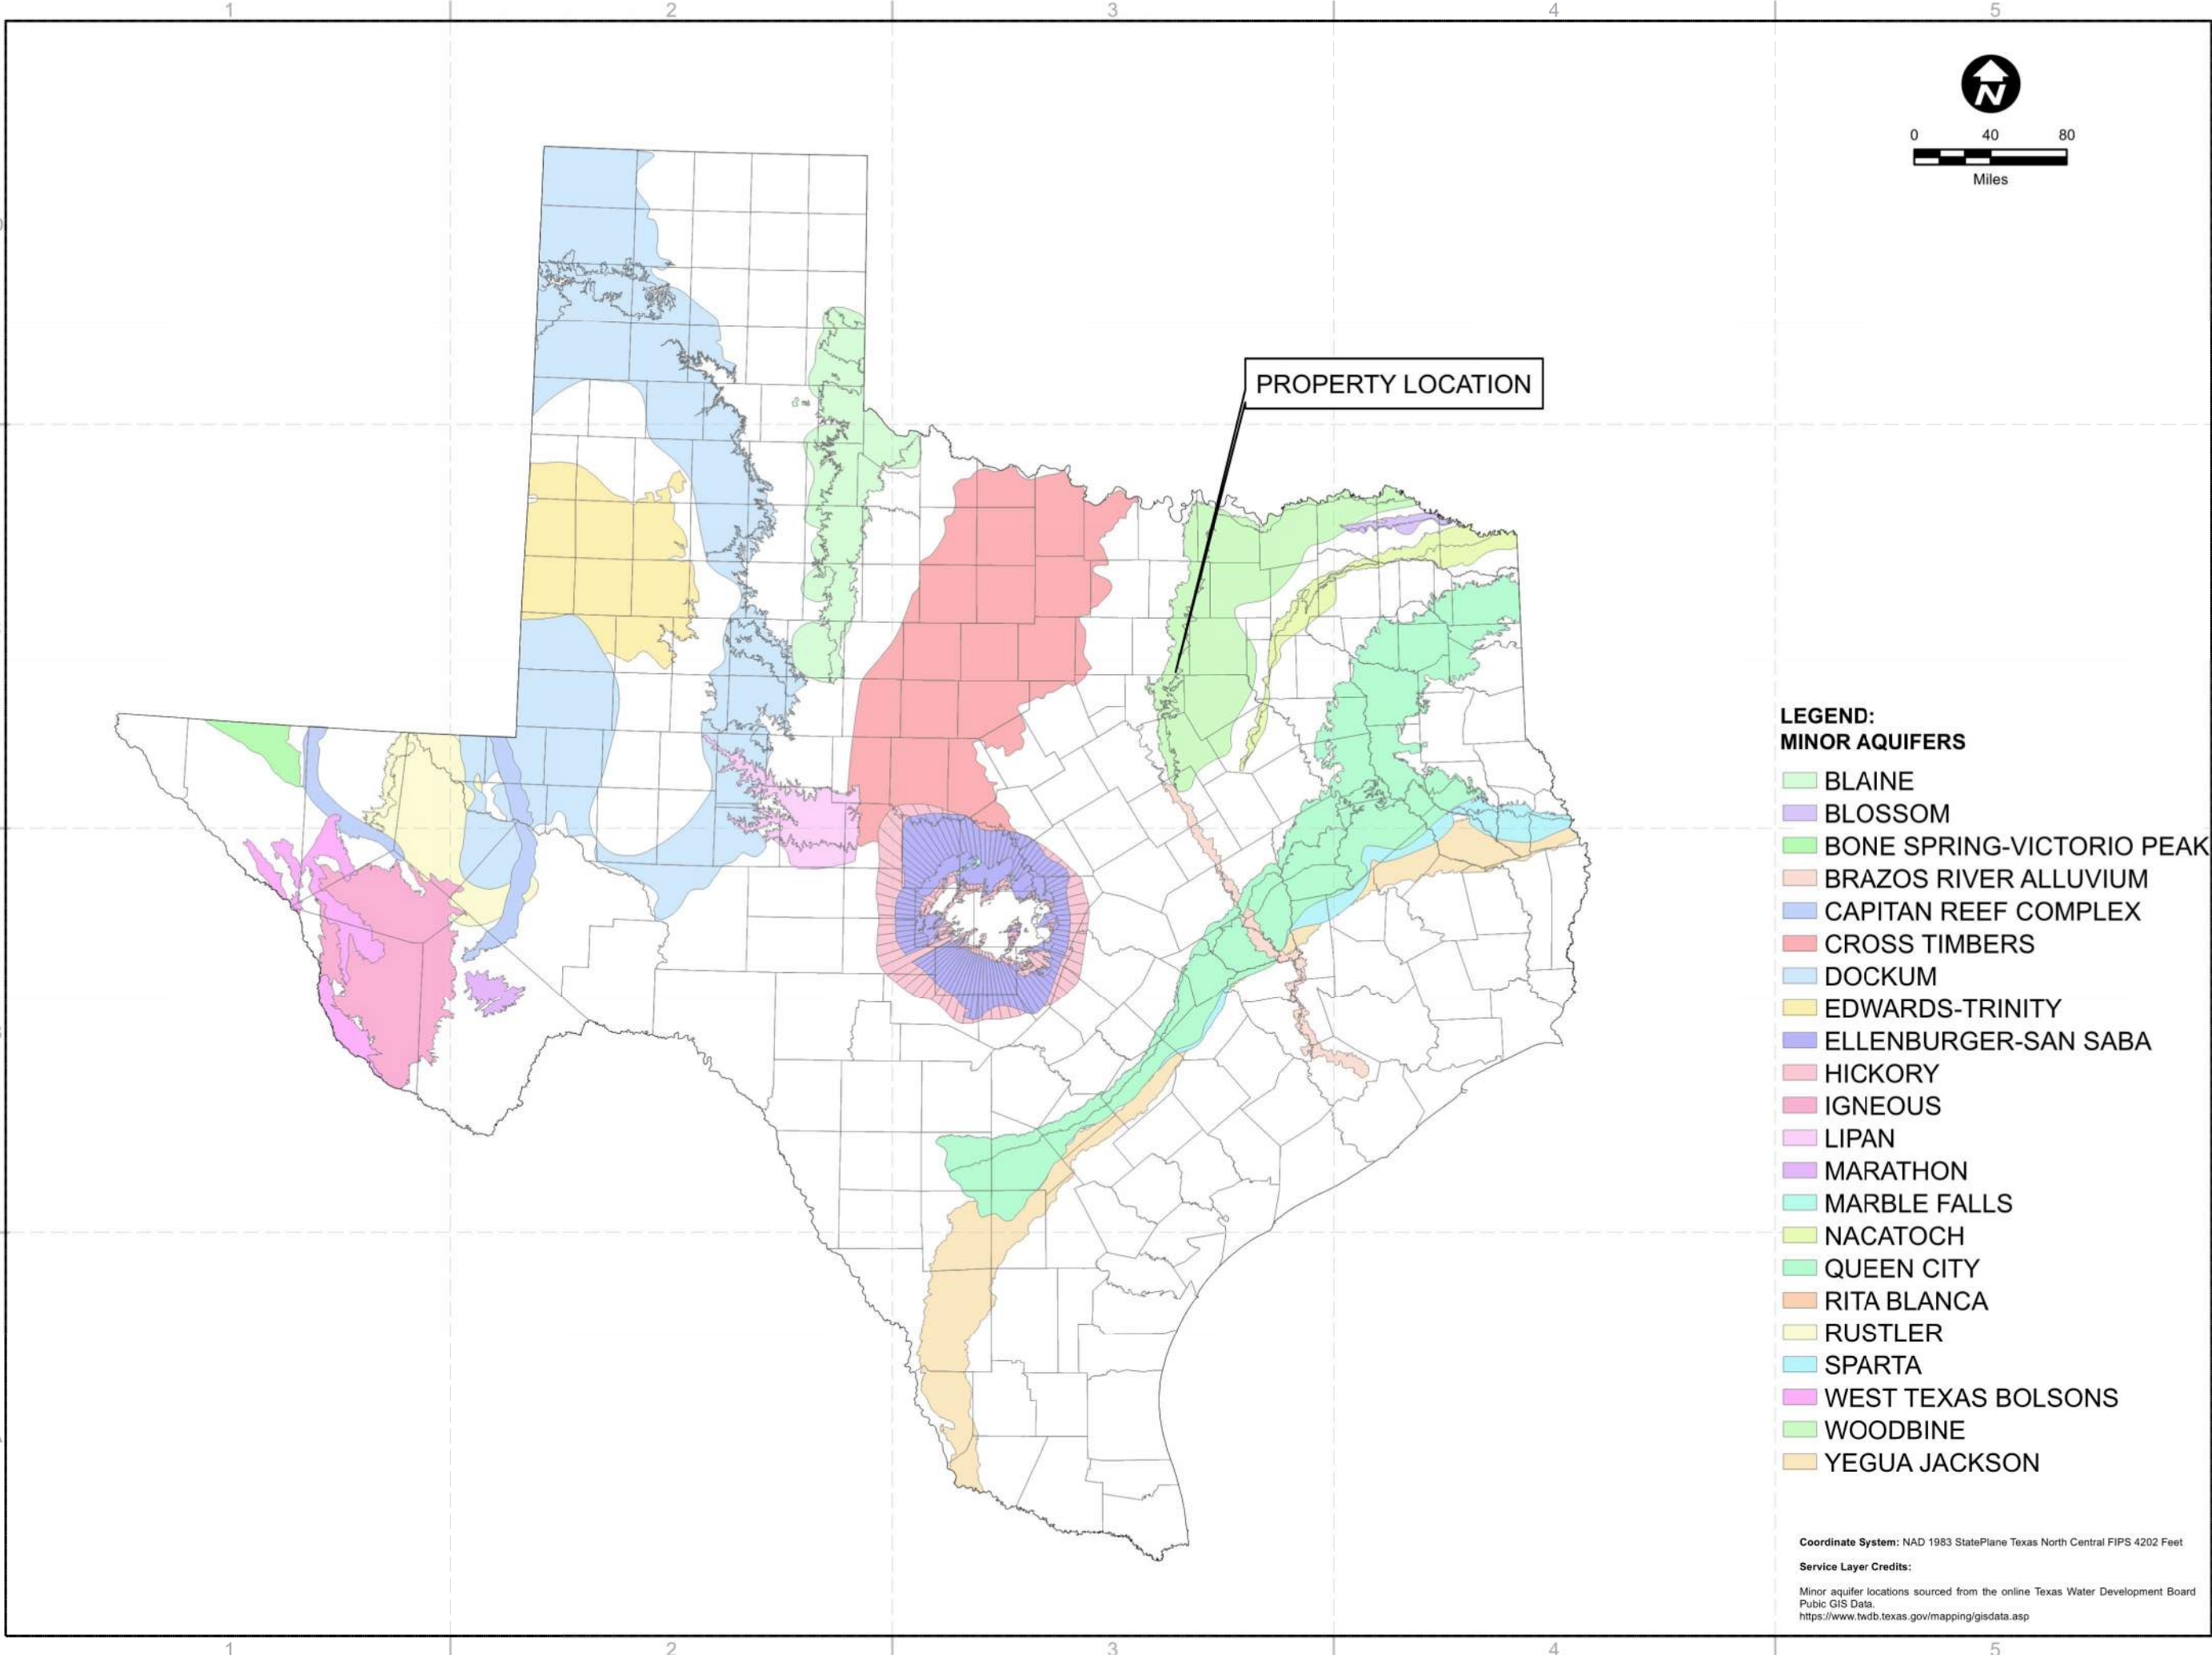 1 2 3 4 5
N
0 40 80
Miles
PROPERTY LOCATION
LEGEND:
MINOR AQUIFERS
BLAINE
BLOSSOM
BONE SPRING-VICTORIO PEAK
BRAZOS RIVER ALLUVIUM
CAPITAN REEF COMPLEX
CROSS TIMBERS
DOCKUM
EDWARDS-TRINITY
ELLENBURGER-SAN SABA
HICKORY
IGNEOUS
LIPAN
MARATHON
MARBLE FALLS
NACATOCH
QUEEN CITY
RITA BLANCA
RUSTLER
SPARTA
WEST TEXAS BOLSONS
WOODBINE
YEGUA JACKSON
Coordinate System: NAD 1983 StatePlane Texas North Central FIPS 4202 Feet
Service Layer Credits:
Minor aquifer locations sourced from the online Texas Water Development Board
Pubic GIS Data.
https://www.twdb.texas.gov/mapping/gisdata.asp
1 2 3 4 5